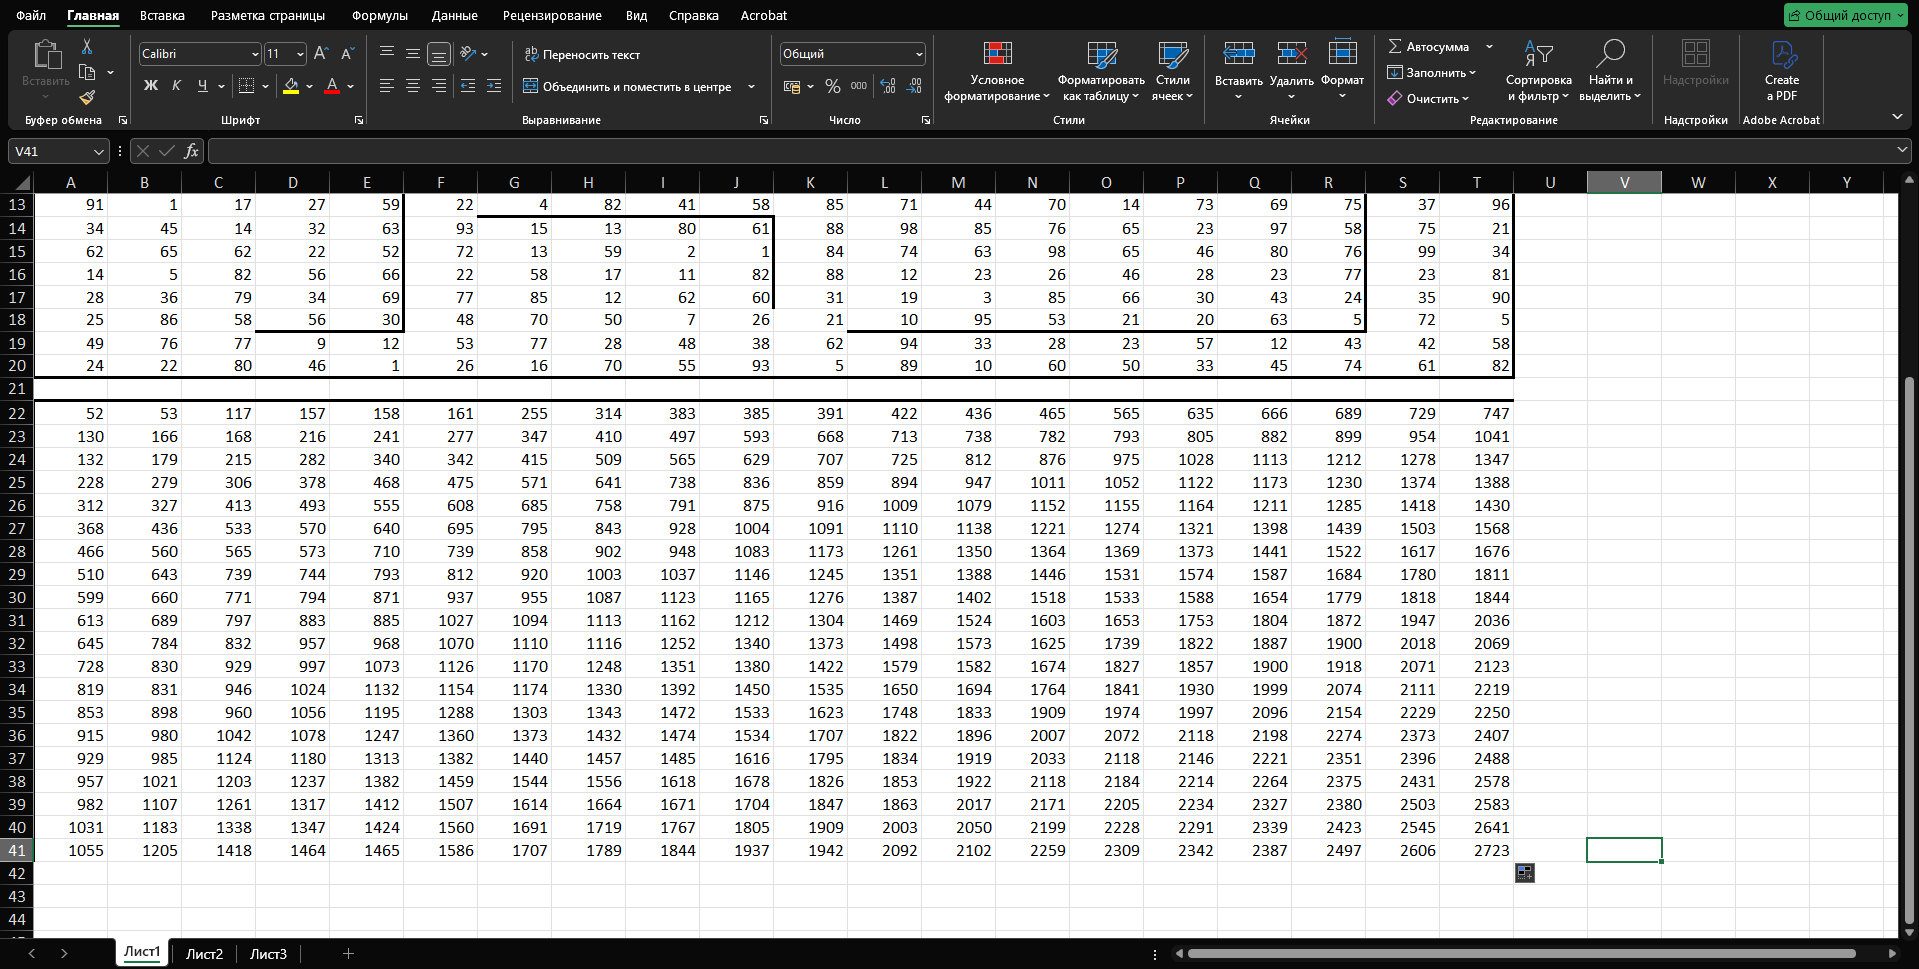 Файл Главная Вставка Разметка страницы Формулы Данные Рецензирование Вид Справка Acrobat Общий доступ
Вставить
Буфер обмена
Calibri 11
Ж К Ч
Шрифт
Переносить текст
Объединить и поместить в центре
Выравнивание
Общий
% 000
Число
Условное форматирование
Форматировать как таблицу
Стили ячеек
Стили
Вставить Удалить Формат
Ячейки
Автосумма
Заполнить
Очистить
Сортировка и фильтр
Найти и выделить
Редактирование
Надстройки
Надстройки
Create a PDF
Adobe Acrobat
V41 fx
A B C D E F G H I J K L M N O P Q R S T U V W X Y
13 91 1 17 27 59 22 4 82 41 58 85 71 44 70 14 73 69 75 37 96
14 34 45 14 32 63 93 15 13 80 61 88 98 85 76 65 23 97 58 75 21
15 62 65 62 22 52 72 13 59 2 1 84 74 63 98 65 46 80 76 99 34
16 14 5 82 56 66 22 58 17 11 82 88 12 23 26 46 28 23 77 23 81
17 28 36 79 34 69 77 85 12 62 60 31 19 3 85 66 30 43 24 35 90
18 25 86 58 56 30 48 70 50 7 26 21 10 95 53 21 20 63 5 72 5
19 49 76 77 9 12 53 77 28 48 38 62 94 33 28 23 57 12 43 42 58
20 24 22 80 46 1 26 16 70 55 93 5 89 10 60 50 33 45 74 61 82
21
22 52 53 117 157 158 161 255 314 383 385 391 422 436 465 565 635 666 689 729 747
23 130 166 168 216 241 277 347 410 497 593 668 713 738 782 793 805 882 899 954 1041
24 132 179 215 282 340 342 415 509 565 629 707 725 812 876 975 1028 1113 1212 1278 1347
25 228 279 306 378 468 475 571 641 738 836 859 894 947 1011 1052 1122 1173 1230 1374 1388
26 312 327 413 493 555 608 685 758 791 875 916 1009 1079 1152 1155 1164 1211 1285 1418 1430
27 368 436 533 570 640 695 795 843 928 1004 1091 1110 1138 1221 1274 1321 1398 1439 1503 1568
28 466 560 565 573 710 739 858 902 948 1083 1173 1261 1350 1364 1369 1373 1441 1522 1617 1676
29 510 643 739 744 793 812 920 1003 1037 1146 1245 1351 1388 1446 1531 1574 1587 1684 1780 1811
30 599 660 771 794 871 937 955 1087 1123 1165 1276 1387 1402 1518 1533 1588 1654 1779 1818 1844
31 613 689 797 883 885 1027 1094 1113 1162 1212 1304 1469 1524 1603 1653 1753 1804 1872 1947 2036
32 645 784 832 957 968 1070 1110 1116 1252 1340 1373 1498 1573 1625 1739 1822 1887 1900 2018 2069
33 728 830 929 997 1073 1126 1170 1248 1351 1380 1422 1579 1582 1674 1827 1857 1900 1918 2071 2123
34 819 831 946 1024 1132 1154 1174 1330 1392 1450 1535 1650 1694 1764 1841 1930 1999 2074 2111 2219
35 853 898 960 1056 1195 1288 1303 1343 1472 1533 1623 1748 1833 1909 1974 1997 2096 2154 2229 2250
36 915 980 1042 1078 1247 1360 1373 1432 1474 1534 1707 1822 1896 2007 2072 2118 2198 2274 2373 2407
37 929 985 1124 1180 1313 1382 1440 1457 1485 1616 1795 1834 1919 2033 2118 2146 2221 2351 2396 2488
38 957 1021 1203 1237 1382 1459 1544 1556 1618 1678 1826 1853 1922 2118 2184 2214 2264 2375 2431 2578
39 982 1107 1261 1317 1412 1507 1614 1664 1671 1704 1847 1863 2017 2171 2205 2234 2327 2380 2503 2583
40 1031 1183 1338 1347 1424 1560 1691 1719 1767 1805 1909 2003 2050 2199 2228 2291 2339 2423 2545 2641
41 1055 1205 1418 1464 1465 1586 1707 1789 1844 1937 1942 2092 2102 2259 2309 2342 2387 2497 2606 2723
42
43
44
Лист1 Лист2 Лист3